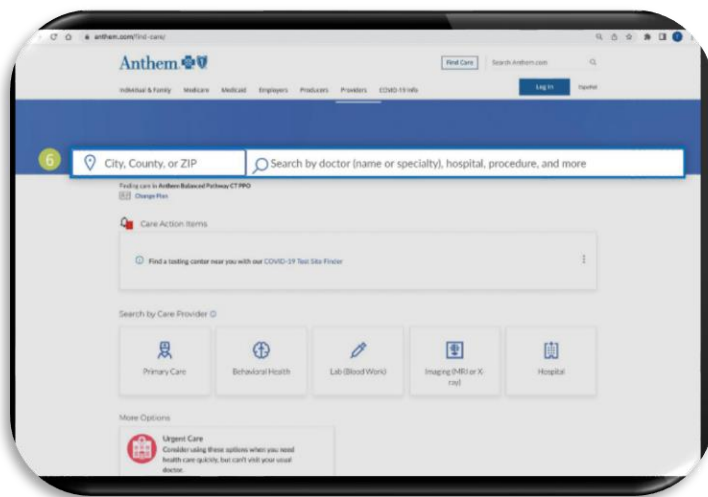 anthem.com/find-care/
Anthem
Find Care
Search Anthem.com
Individual & Family Medicare Medicaid Employers Producers Providers COVID-19 Info
Log In
Español
6
City, County, or ZIP
Search by doctor (name or specialty), hospital, procedure, and more
Finding care in Anthem Balanced Pathway CT PPO
Change Plan
Care Action Items
Find a testing center near you with our COVID-19 Test Site Finder
Search by Care Provider
Primary Care
Behavioral Health
Lab (Blood Work)
Imaging (MRI or X-
ray)
Hospital
More Options
Urgent Care
Consider using these options when you need
health care quickly, but can't visit your usual
doctor.